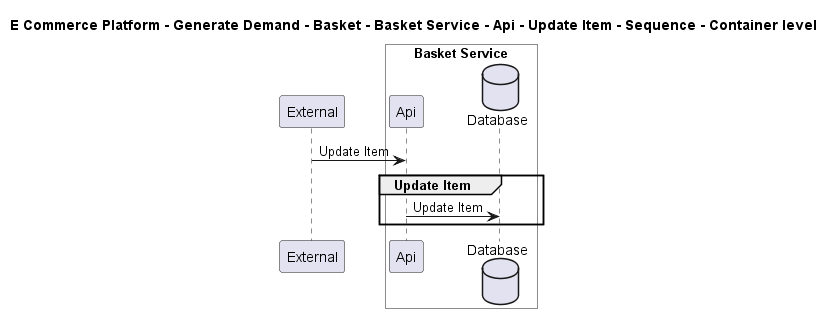 E Commerce Platform - Generate Demand - Basket - Basket Service - Api - Update Item - Sequence - Container level
Basket Service
External
Api
Database
Update Item
Update Item
Update Item
External
Api
Database